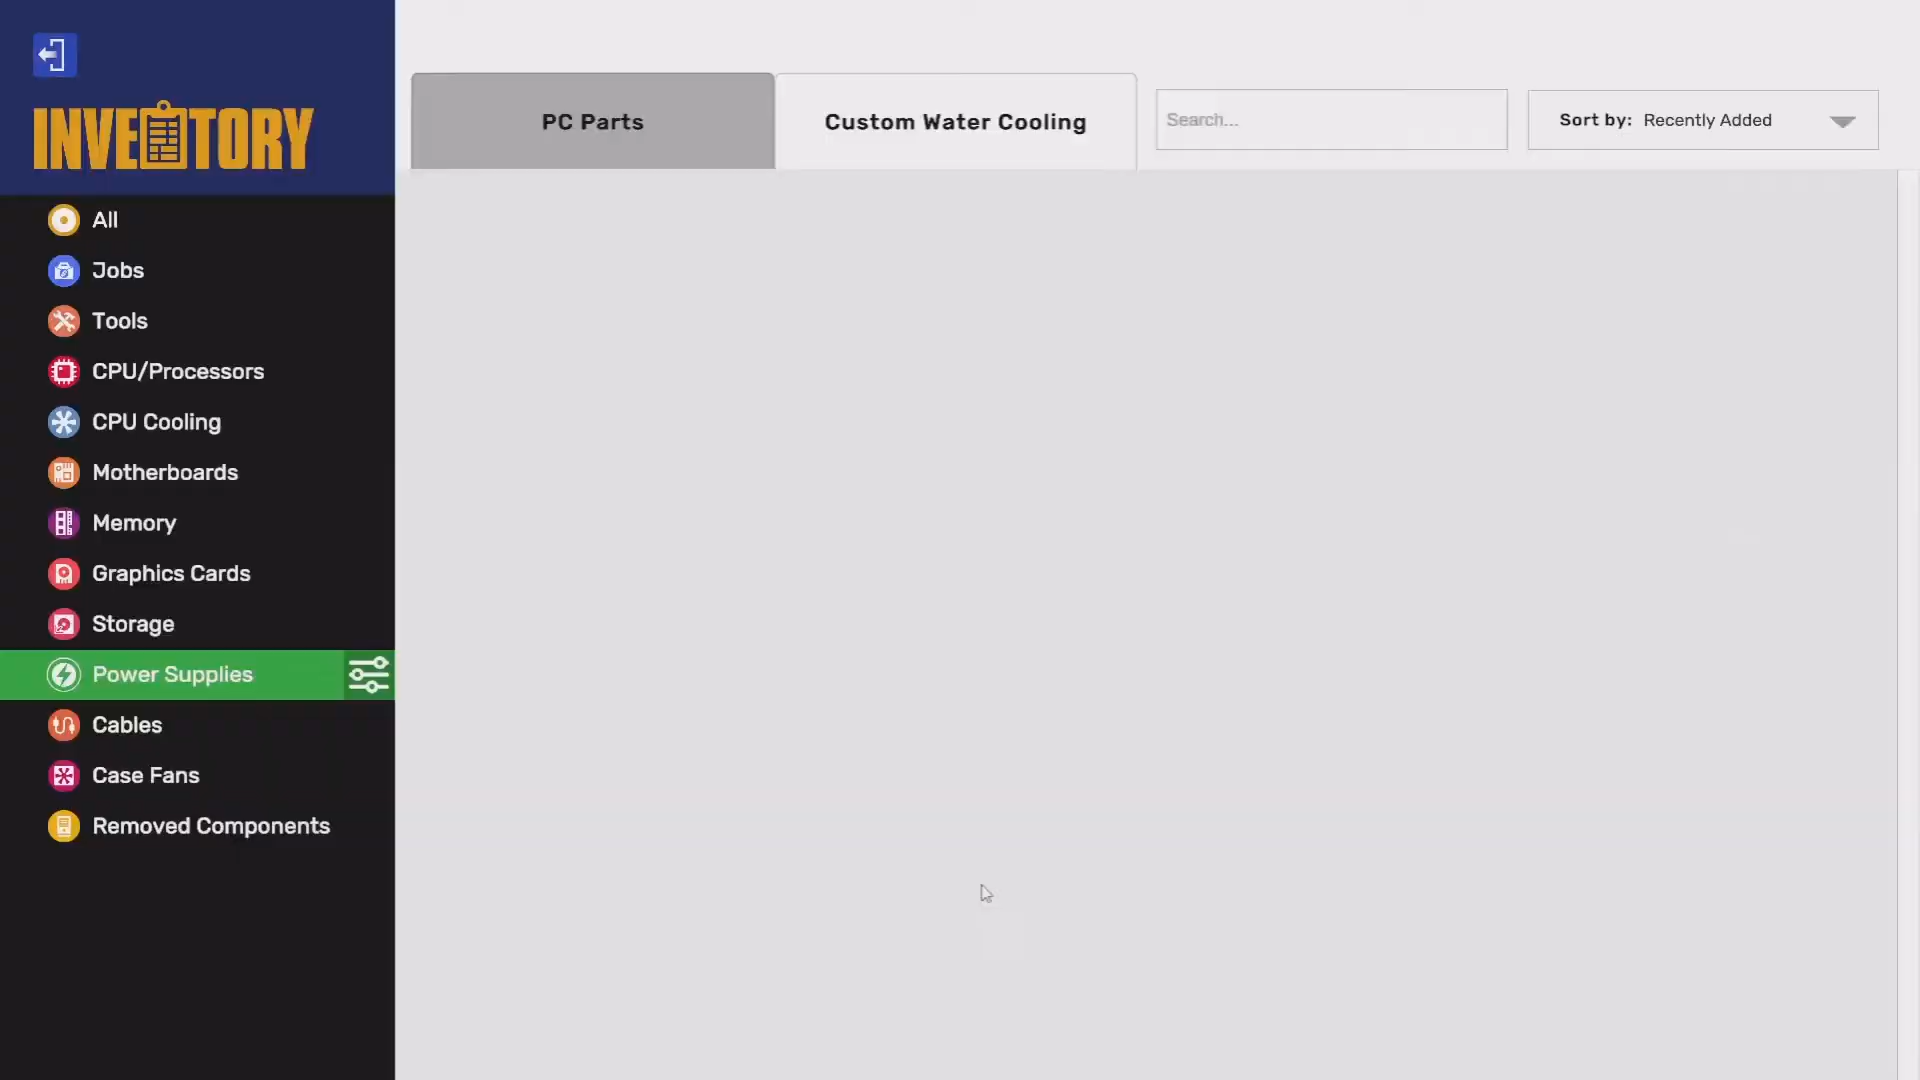 INVENTORY
PC Parts
Custom Water Cooling
Search...
Sort by: Recently Added
All
Jobs
Tools
CPU/Processors
CPU Cooling
Motherboards
Memory
Graphics Cards
Storage
Power Supplies
Cables
Case Fans
Removed Components